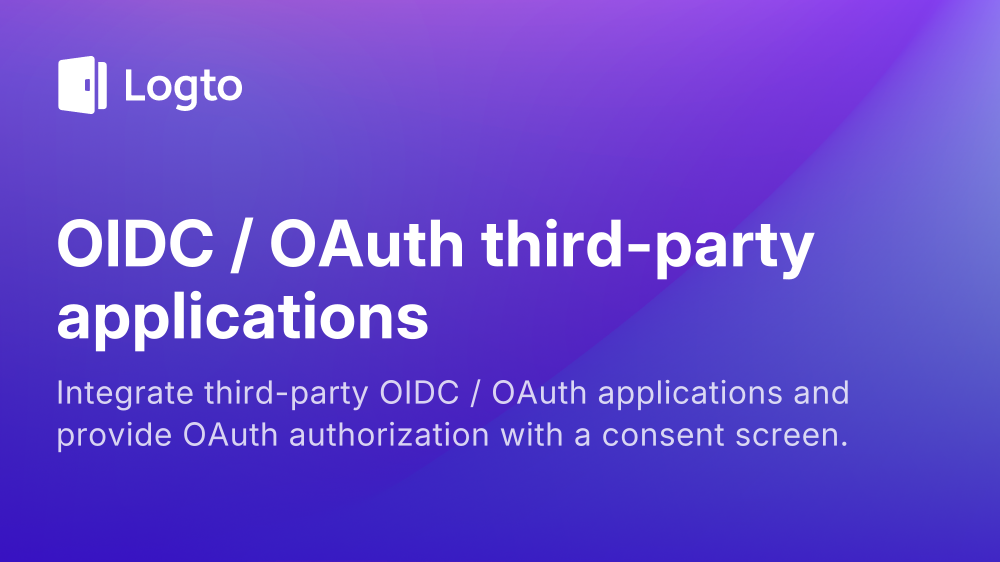 Logto
OIDC / OAuth third-party
applications
Integrate third-party OIDC / OAuth applications and
provide OAuth authorization with a consent screen.